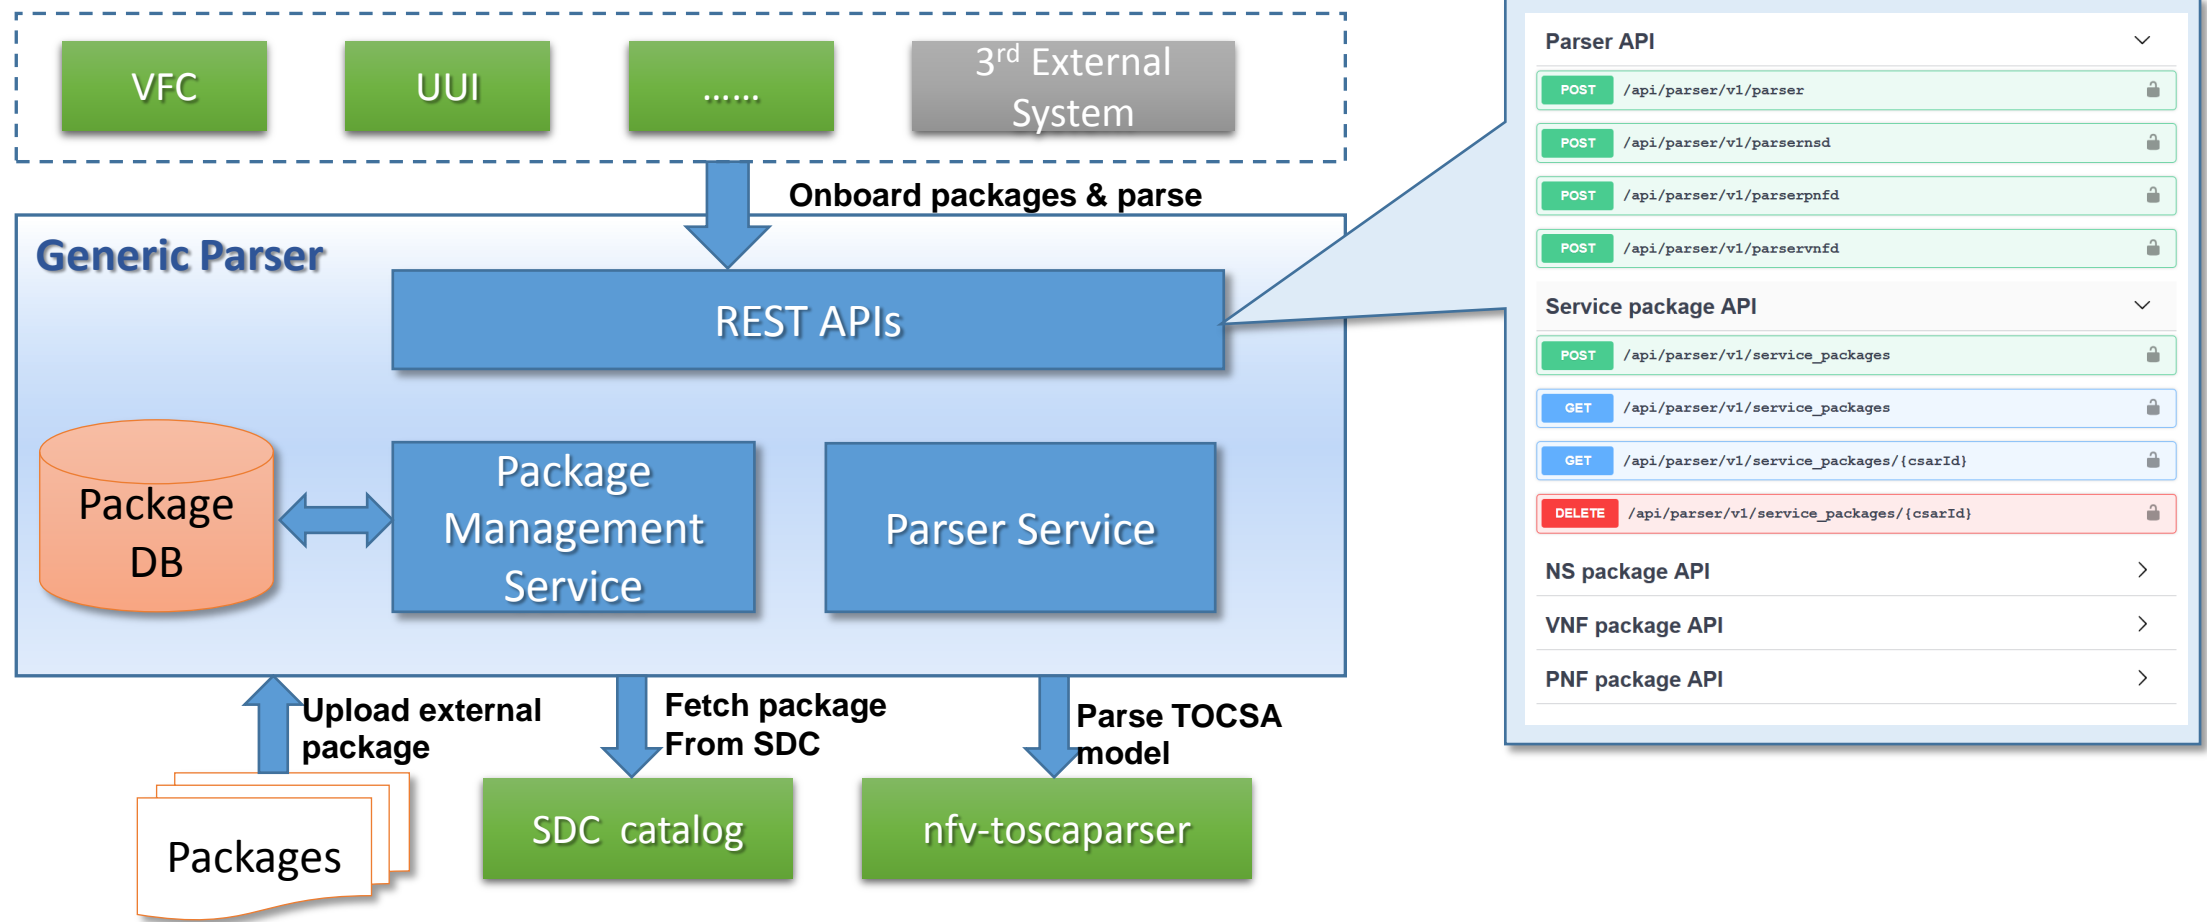 VFC
UUI
......
3rd External
System
Onboard packages & parse
Generic Parser
REST APIs
Package
DB
Package
Management
Service
Parser Service
Upload external
package
Fetch package
From SDC
Parse TOCSA
model
Packages
SDC catalog
nfv-toscaparser
Parser API
POST /api/parser/v1/parser
POST /api/parser/v1/parsernsd
POST /api/parser/v1/parserpnfd
POST /api/parser/v1/parservnfd
Service package API
POST /api/parser/v1/service_packages
GET /api/parser/v1/service_packages
GET /api/parser/v1/service_packages/{csarId}
DELETE /api/parser/v1/service_packages/{csarId}
NS package API
VNF package API
PNF package API